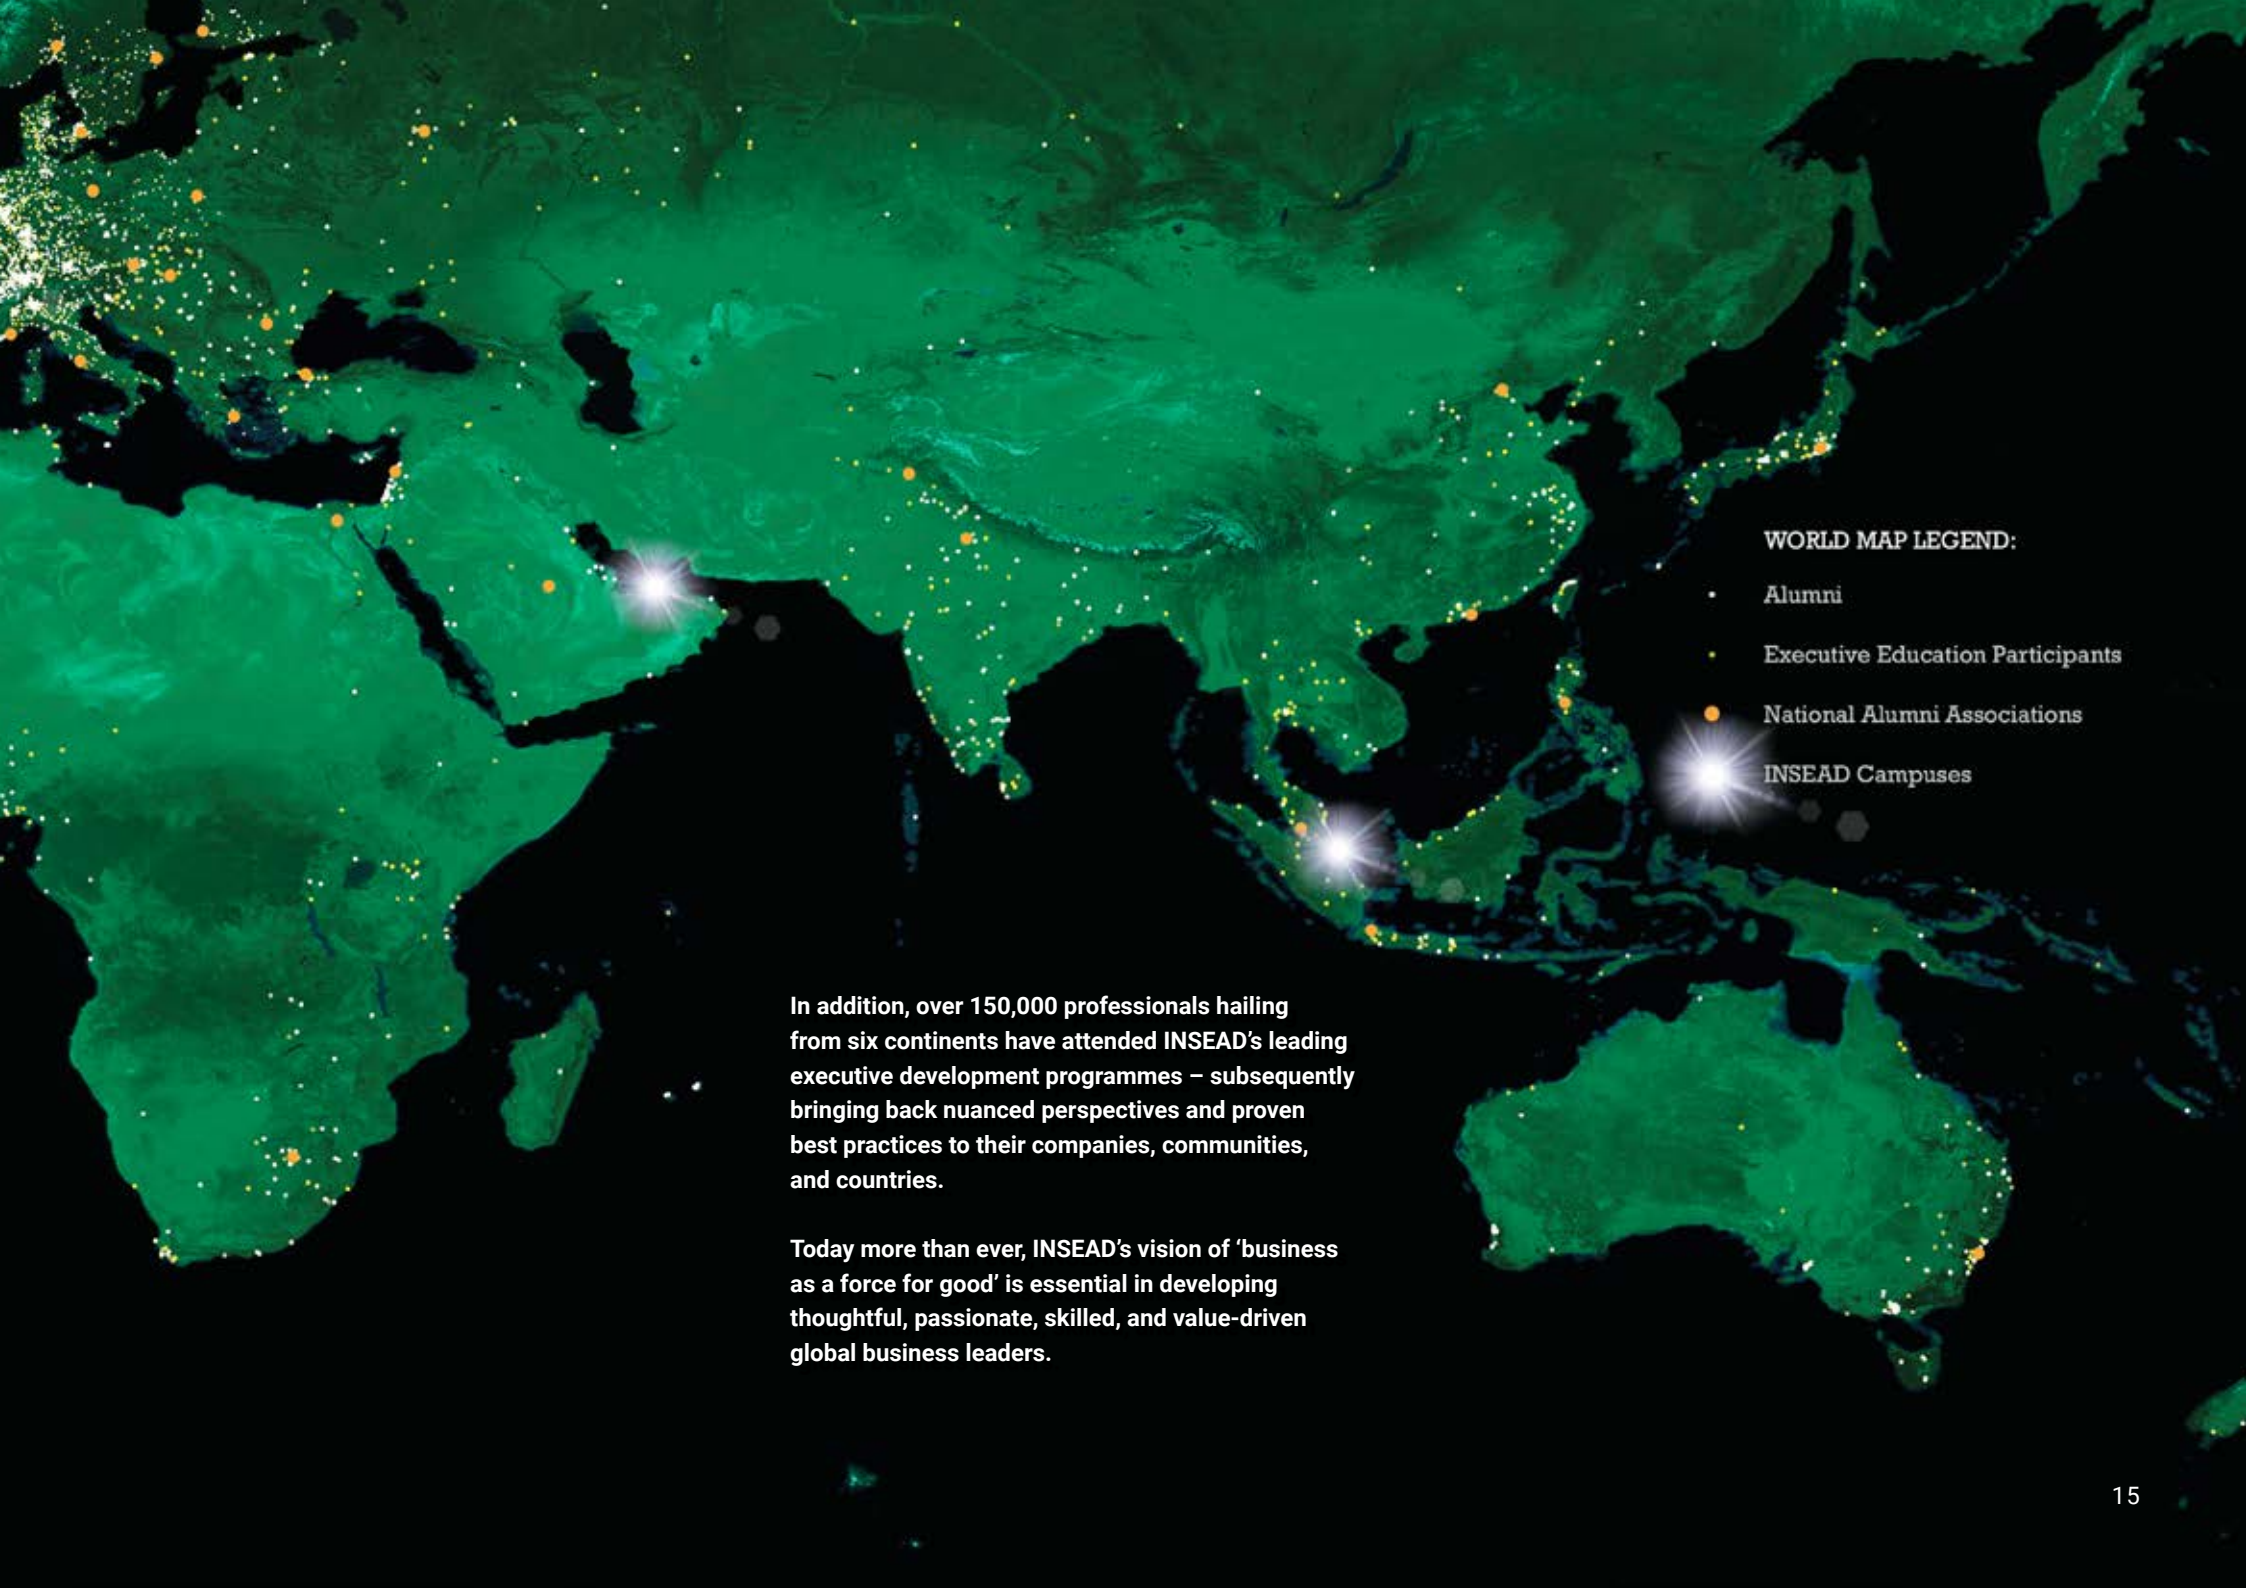 WORLD MAP LEGEND:
Alumni
Executive Education Participants
National Alumni Associations
INSEAD Campuses
In addition, over 150,000 professionals hailing
from six continents have attended INSEAD’s leading
executive development programmes – subsequently
bringing back nuanced perspectives and proven
best practices to their companies, communities,
and countries.
Today more than ever, INSEAD’s vision of ‘business
as a force for good’ is essential in developing
thoughtful, passionate, skilled, and value-driven
global business leaders.
15